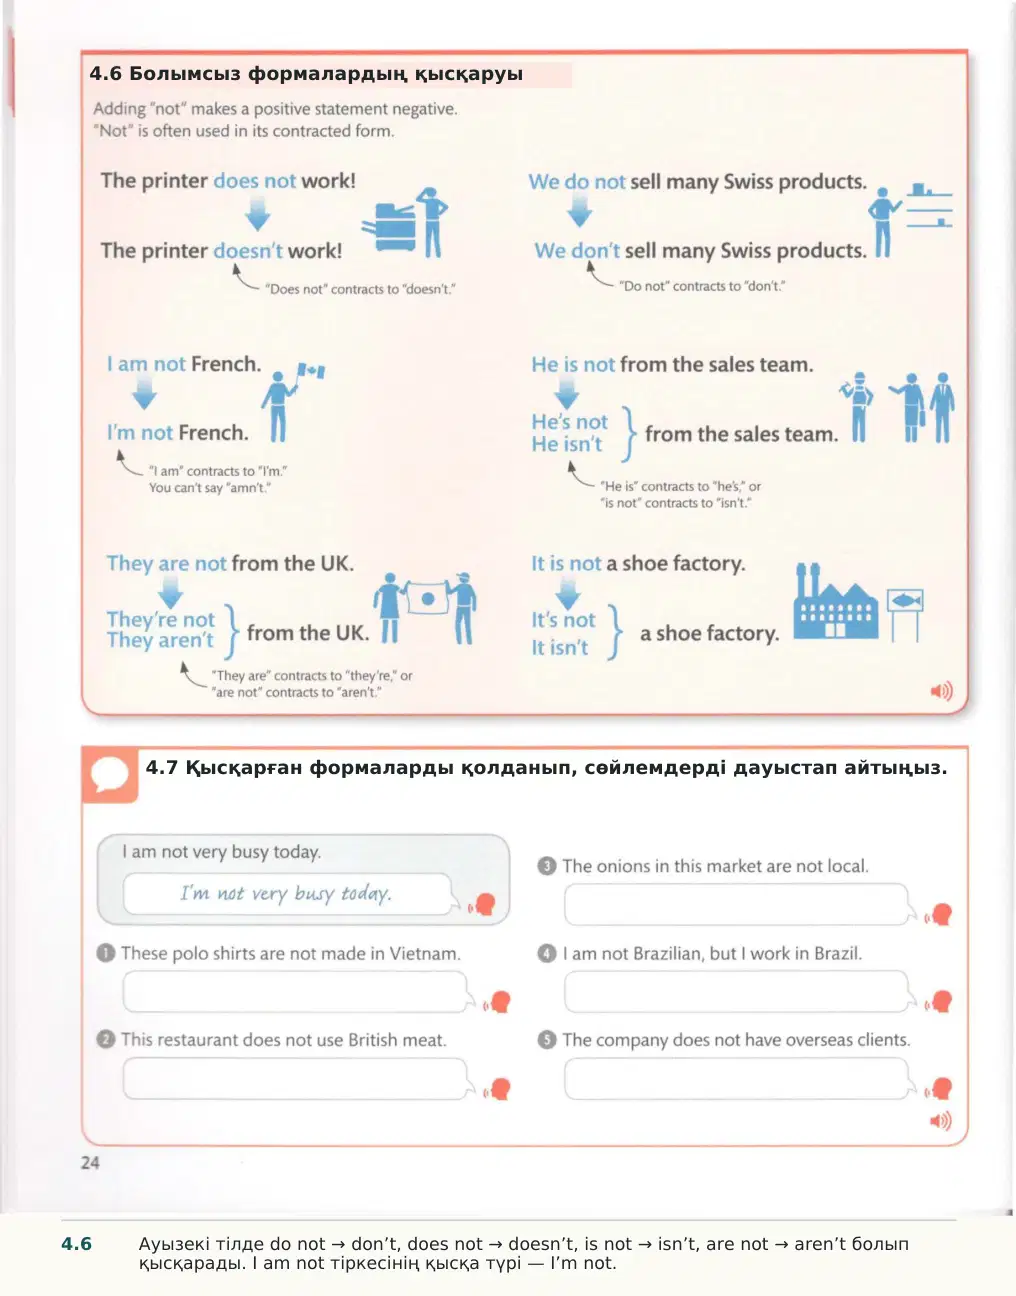 4.6 Болымсыз формалардың қысқаруы
Adding "not" makes a positive statement negative.
"Not" is often used in its contracted form.
The printer does not work!
The printer doesn't work!
"Does not" contracts to "doesn't."
We do not sell many Swiss products.
We don't sell many Swiss products.
"Do not" contracts to "don't."
I am not French.
I'm not French.
"I am" contracts to "I'm."
You can't say "amn't."
He is not from the sales team.
He's not
He isn't
from the sales team.
"He is" contracts to "he's," or
"is not" contracts to "isn't."
They are not from the UK.
They're not
They aren't
from the UK.
"They are" contracts to "they're," or
"are not" contracts to "aren't."
It is not a shoe factory.
It's not
It isn't
a shoe factory.
4.7 Қысқарған формаларды қолданып, сөйлемдерді дауыстап айтыңыз.
I am not very busy today.
I'm not very busy today.
1 These polo shirts are not made in Vietnam.
2 This restaurant does not use British meat.
3 The onions in this market are not local.
4 I am not Brazilian, but I work in Brazil.
5 The company does not have overseas clients.
24
4.6 Ауызекі тілде do not → don’t, does not → doesn’t, is not → isn’t, are not → aren’t болып
қысқарады. I am not тіркесінің қысқа түрі — I’m not.